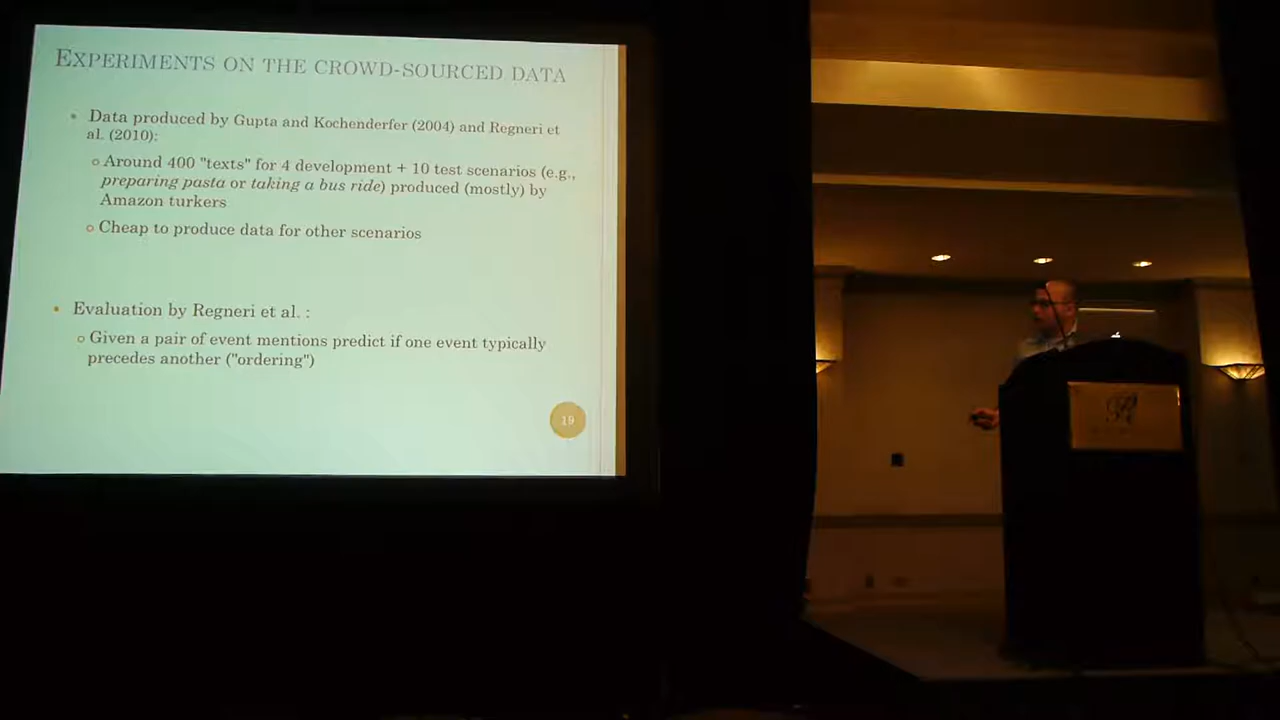 EXPERIMENTS ON THE CROWD-SOURCED DATA
Data produced by Gupta and Kochenderfer (2004) and Regneri et
al. (2010):
Around 400 "texts" for 4 development + 10 test scenarios (e.g.,
preparing pasta or taking a bus ride) produced (mostly) by
Amazon turkers
Cheap to produce data for other scenarios
Evaluation by Regneri et al. :
Given a pair of event mentions predict if one event typically
precedes another ("ordering")
19